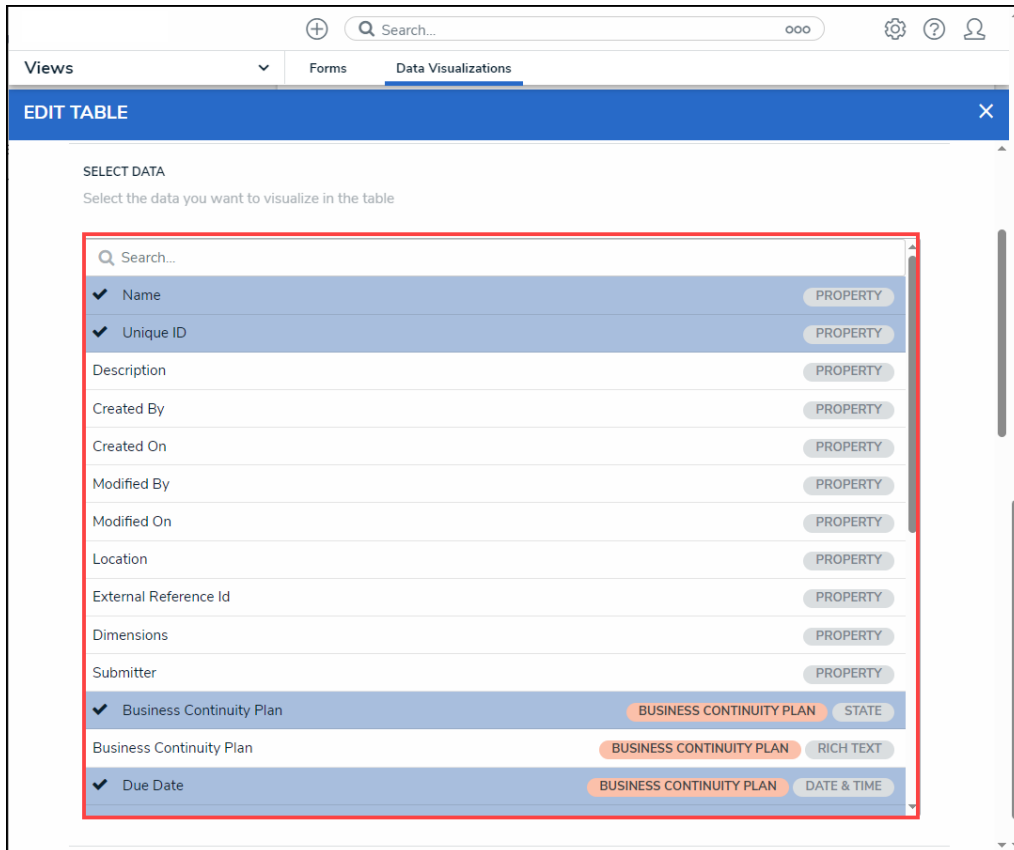 Search...
Views
Forms Data Visualizations
EDIT TABLE
SELECT DATA
Select the data you want to visualize in the table
Search...
Name PROPERTY
Unique ID PROPERTY
Description PROPERTY
Created By PROPERTY
Created On PROPERTY
Modified By PROPERTY
Modified On PROPERTY
Location PROPERTY
External Reference Id PROPERTY
Dimensions PROPERTY
Submitter PROPERTY
Business Continuity Plan BUSINESS CONTINUITY PLAN STATE
Business Continuity Plan BUSINESS CONTINUITY PLAN RICH TEXT
Due Date BUSINESS CONTINUITY PLAN DATE & TIME